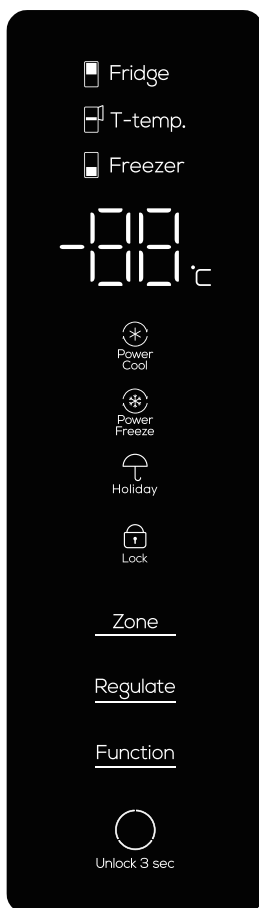 Fridge
T-temp.
Freezer
-88
°C
Power
Cool
Power
Freeze
Holiday
Lock
Zone
Regulate
Function
Unlock 3 sec